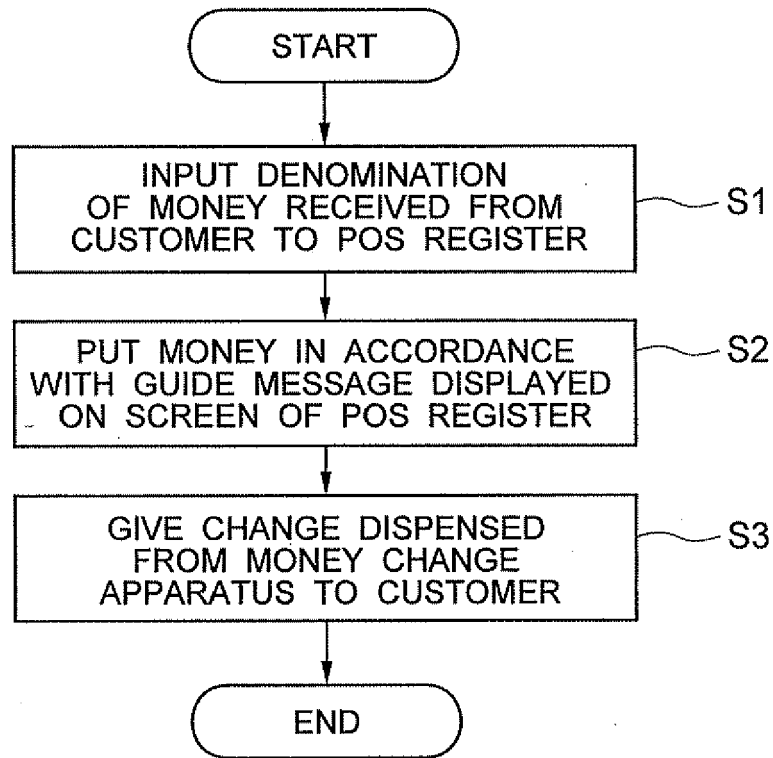 START
INPUT DENOMINATION
OF MONEY RECEIVED FROM
CUSTOMER TO POS REGISTER
S1
PUT MONEY IN ACCORDANCE
WITH GUIDE MESSAGE DISPLAYED
ON SCREEN OF POS REGISTER
S2
GIVE CHANGE DISPENSED
FROM MONEY CHANGE
APPARATUS TO CUSTOMER
S3
END